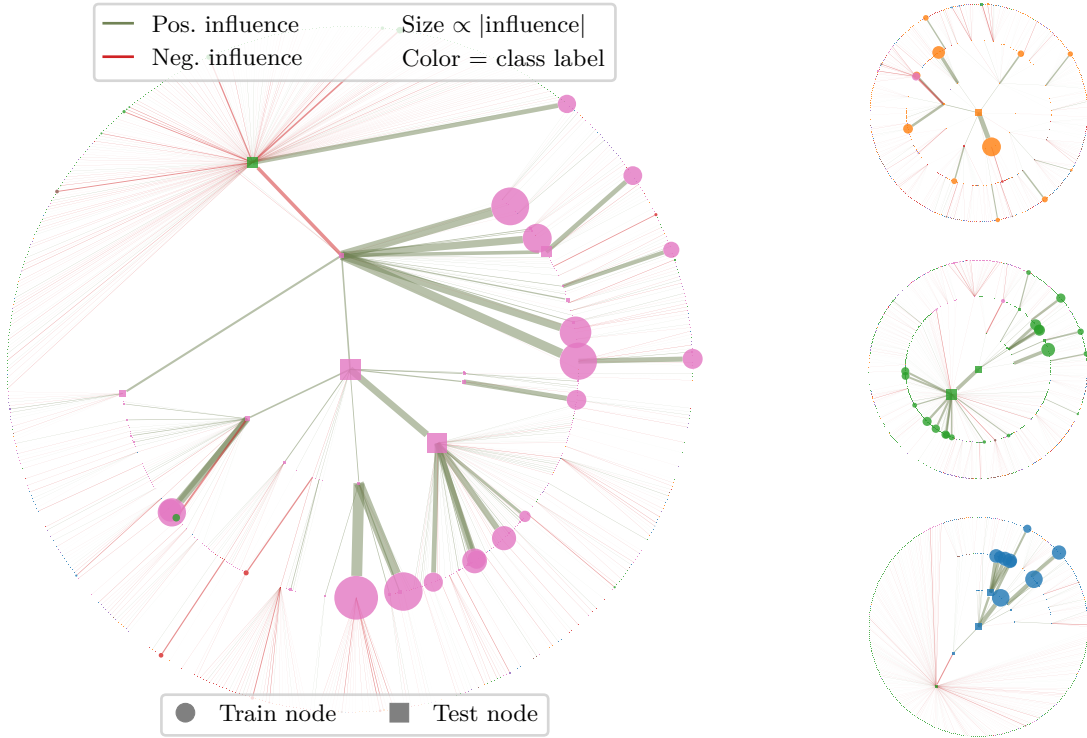 Pos. influence
Size ∝ |influence|
Neg. influence
Color = class label
Train node
Test node